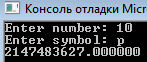 Консоль отладки Micr
Enter number: 10
Enter symbol: p
2147483627.000000